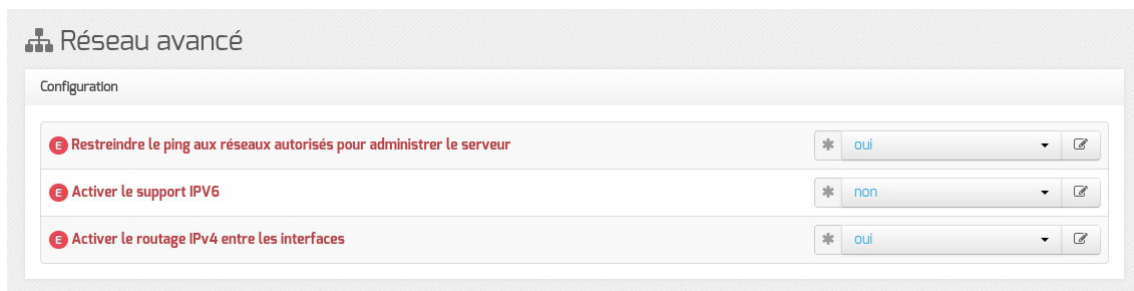 Réseau avancé
Configuration
E Restreindre le ping aux réseaux autorisés pour administrer le serveur
oui
E Activer le support IPV6
non
E Activer le routage IPv4 entre les interfaces
oui